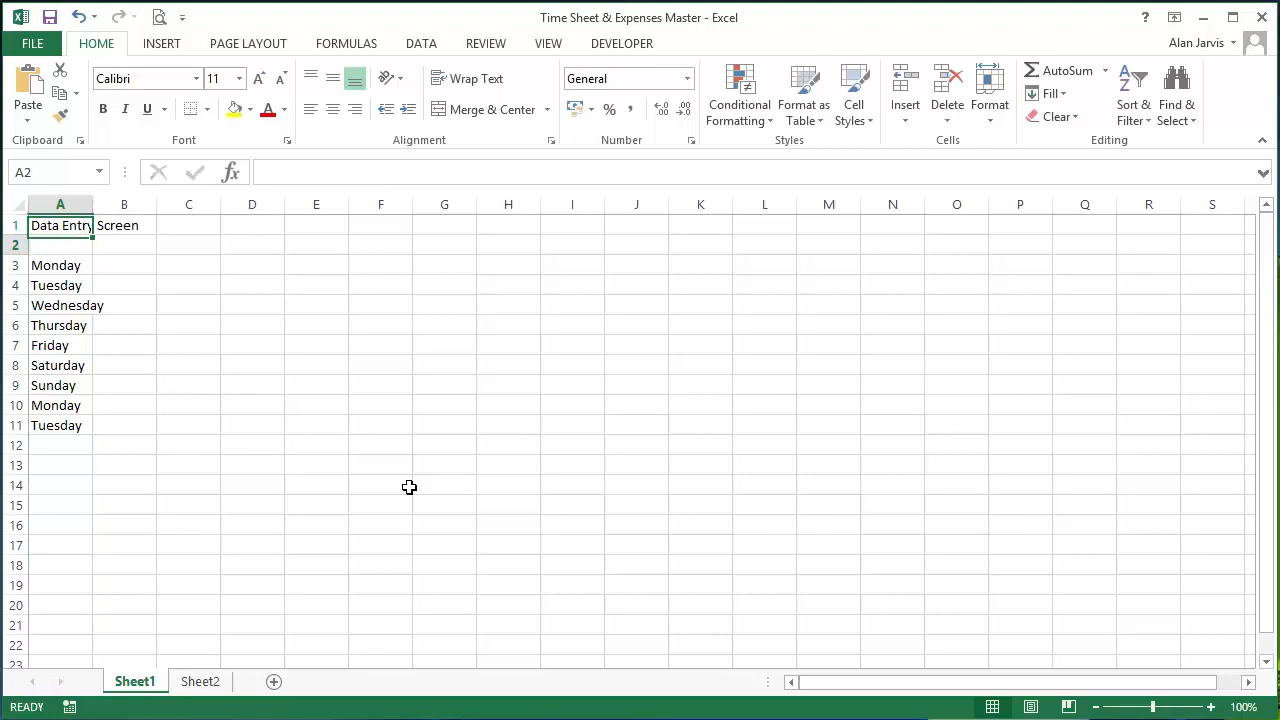 Time Sheet & Expenses Master - Excel
?
FILE HOME INSERT PAGE LAYOUT FORMULAS DATA REVIEW VIEW DEVELOPER Alan Jarvis
Paste
Clipboard
Calibri 11
B I U A
Font
Wrap Text
Merge & Center
Alignment
General
% ,
Number
Conditional Formatting
Format as Table
Cell Styles
Styles
Insert Delete Format
Cells
AutoSum
Fill
Clear
Sort & Filter
Find & Select
Editing
A2 fx
A B C D E F G H I J K L M N O P Q R S
1 Data Entry Screen
2
3 Monday
4 Tuesday
5 Wednesday
6 Thursday
7 Friday
8 Saturday
9 Sunday
10 Monday
11 Tuesday
12
13
14
15
16
17
18
19
20
21
22
23
Sheet1 Sheet2
READY 100%